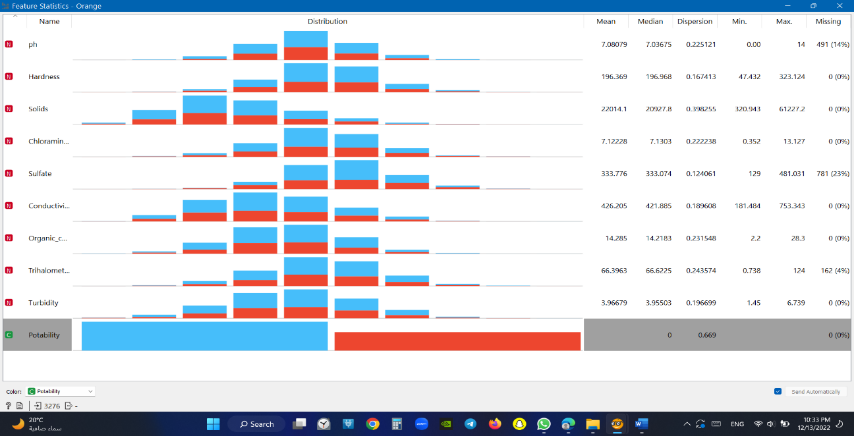 Feature Statistics - Orange
Name Distribution Mean Median Dispersion Min. Max. Missing
N ph 7.08079 7.03675 0.225121 0.00 14 491 (14%)
N Hardness 196.369 196.968 0.167413 47.432 323.124 0 (0%)
N Solids 22014.1 20927.8 0.398255 320.943 61227.2 0 (0%)
N Chloramin... 7.12228 7.1303 0.222238 0.352 13.127 0 (0%)
N Sulfate 333.776 333.074 0.124061 129 481.031 781 (23%)
N Conductivi... 426.205 421.885 0.189608 181.484 753.343 0 (0%)
N Organic_c... 14.285 14.2183 0.231548 2.2 28.3 0 (0%)
N Trihalomet... 66.3963 66.6225 0.243574 0.738 124 162 (4%)
N Turbidity 3.96679 3.95503 0.196699 1.45 6.739 0 (0%)
C Potability 0 0.669 0 (0%)
Color: C Potability Send Automatically
? 3276 -
20°C
سماء صافية
Search
ENG
10:33 PM
12/13/2022